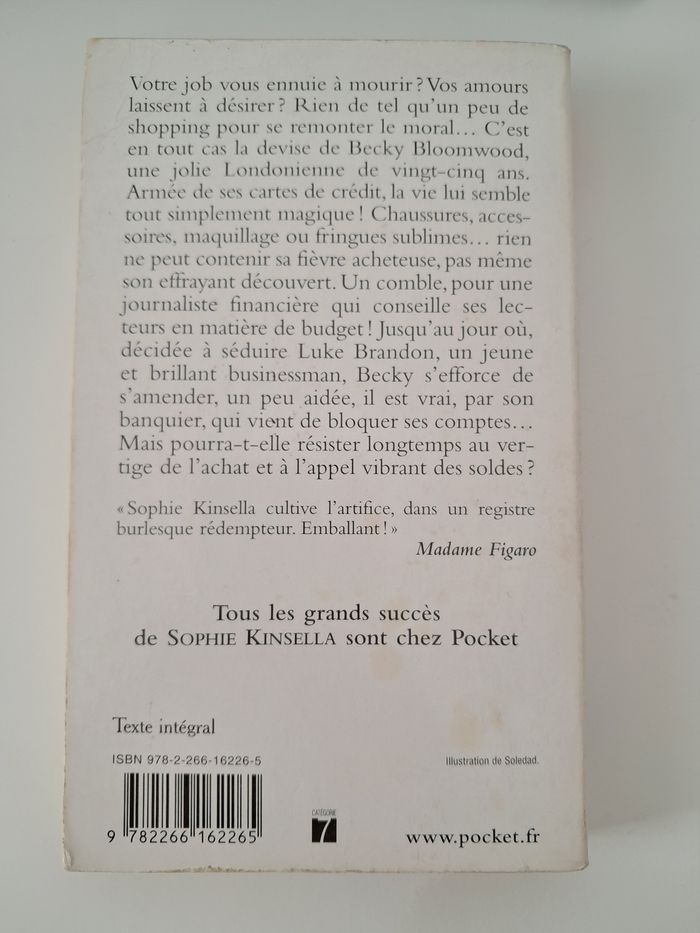 Votre job vous ennuie à mourir ? Vos amours
laissent à désirer ? Rien de tel qu'un peu de
shopping pour se remonter le moral... C'est
en tout cas la devise de Becky Bloomwood,
une jolie Londonienne de vingt-cinq ans.
Armée de ses cartes de crédit, la vie lui semble
tout simplement magique ! Chaussures, acces-
soires, maquillage ou fringues sublimes... rien
ne peut contenir sa fièvre acheteuse, pas même
son effrayant découvert. Un comble, pour une
journaliste financière qui conseille ses lec-
teurs en matière de budget ! Jusqu'au jour où,
décidée à séduire Luke Brandon, un jeune
et brillant businessman, Becky s'efforce de
s'amender, un peu aidée, il est vrai, par son
banquier, qui vient de bloquer ses comptes...
Mais pourra-t-elle résister longtemps au ver-
tige de l'achat et à l'appel vibrant des soldes ?
« Sophie Kinsella cultive l'artifice, dans un registre
burlesque rédempteur. Emballant ! »
Madame Figaro
Tous les grands succès
de SOPHIE KINSELLA sont chez Pocket
Texte intégral
ISBN 978-2-266-16226-5
Illustration de Soledad.
9 782266 162265
CATÉGORIE
7
www.pocket.fr